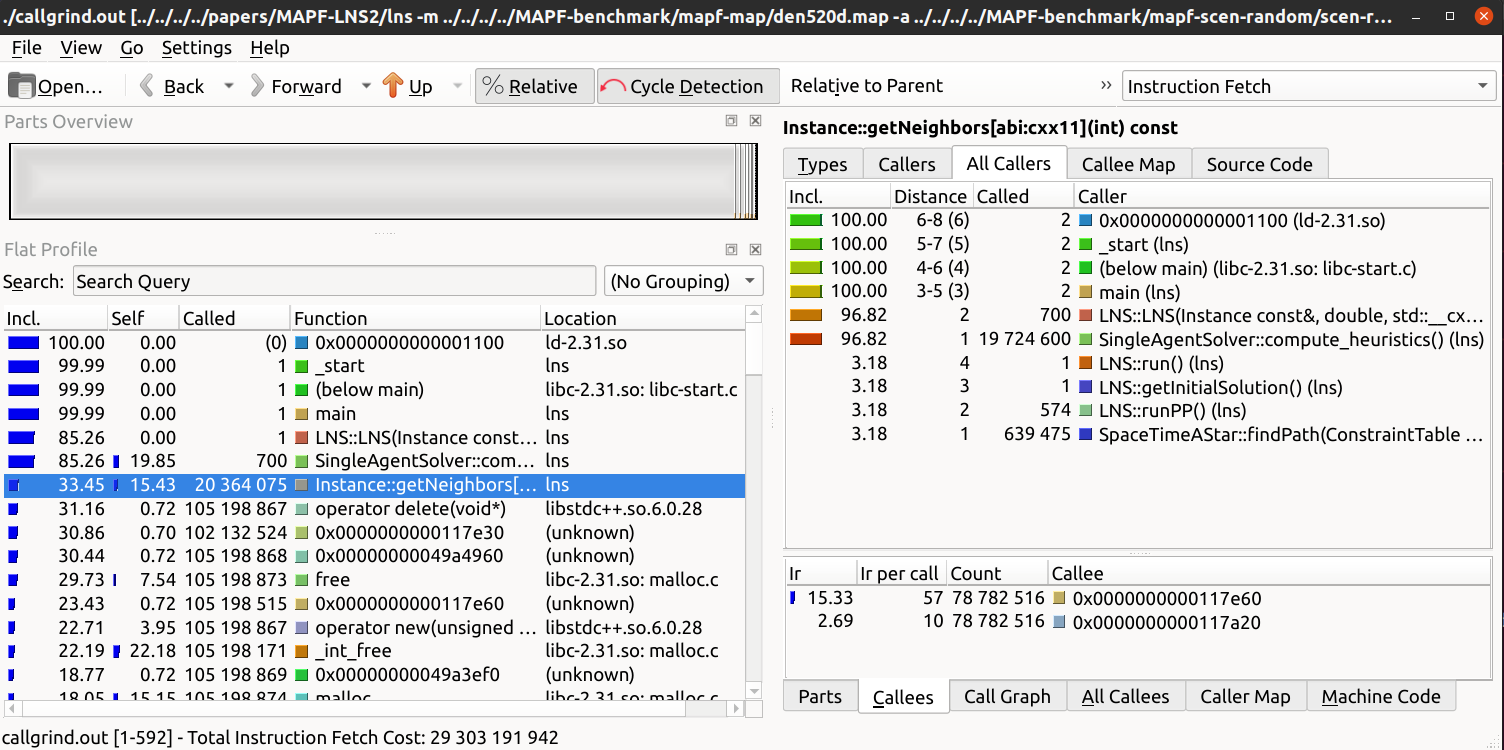 ./callgrind.out [../../../../papers/MAPF-LNS2/lns -m ../../../../MAPF-benchmark/mapf-map/den520d.map -a ../../../../MAPF-benchmark/mapf-scen-random/scen-r...
File View Go Settings Help
Open... Back Forward Up Relative Cycle Detection Relative to Parent » Instruction Fetch
Parts Overview
Flat Profile
Search: Search Query (No Grouping)
Incl. Self Called Function Location
100.00 0.00 (0) 0x0000000000001100 ld-2.31.so
99.99 0.00 1 _start lns
99.99 0.00 1 (below main) libc-2.31.so: libc-start.c
99.99 0.00 1 main lns
85.26 0.00 1 LNS::LNS(Instance const... lns
85.26 19.85 700 SingleAgentSolver::com... lns
33.45 15.43 20 364 075 Instance::getNeighbors[... lns
31.16 0.72 105 198 867 operator delete(void*) libstdc++.so.6.0.28
30.86 0.70 102 132 524 0x0000000000117e30 (unknown)
30.44 0.72 105 198 868 0x00000000049a4960 (unknown)
29.73 7.54 105 198 873 free libc-2.31.so: malloc.c
23.43 0.72 105 198 515 0x0000000000117e60 (unknown)
22.71 3.95 105 198 867 operator new(unsigned ... libstdc++.so.6.0.28
22.19 22.18 105 198 171 _int_free libc-2.31.so: malloc.c
18.77 0.72 105 198 869 0x00000000049a3ef0 (unknown)
18.05 15.15 105 198 874 malloc libc-2.31.so: malloc.c
Instance::getNeighbors[abi:cxx11](int) const
Types Callers All Callers Callee Map Source Code
Incl. Distance Called Caller
100.00 6-8 (6) 2 0x0000000000001100 (ld-2.31.so)
100.00 5-7 (5) 2 _start (lns)
100.00 4-6 (4) 2 (below main) (libc-2.31.so: libc-start.c)
100.00 3-5 (3) 2 main (lns)
96.82 2 700 LNS::LNS(Instance const&, double, std::__cx...
96.82 1 19 724 600 SingleAgentSolver::compute_heuristics() (lns)
3.18 4 1 LNS::run() (lns)
3.18 3 1 LNS::getInitialSolution() (lns)
3.18 2 574 LNS::runPP() (lns)
3.18 1 639 475 SpaceTimeAStar::findPath(ConstraintTable ...
Ir Ir per call Count Callee
15.33 57 78 782 516 0x0000000000117e60
2.69 10 78 782 516 0x0000000000117a20
Parts Callees Call Graph All Callees Caller Map Machine Code
callgrind.out [1-592] - Total Instruction Fetch Cost: 29 303 191 942